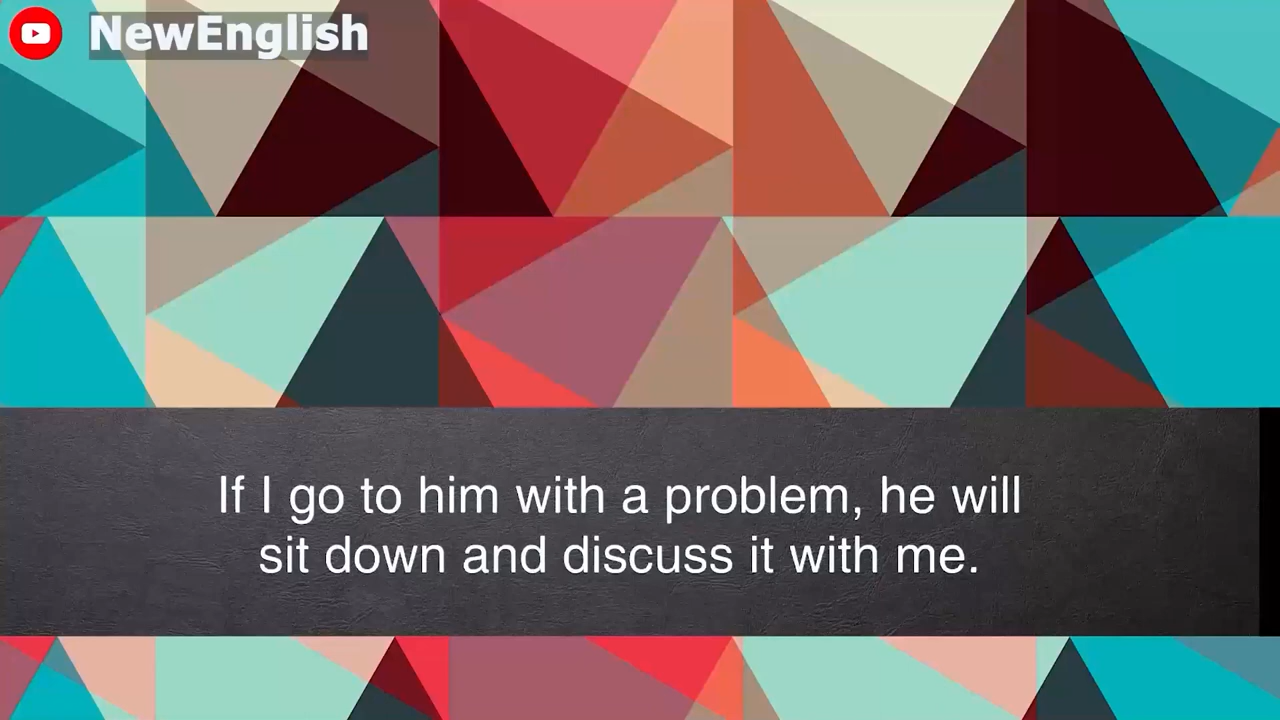 NewEnglish
If I go to him with a problem, he will
sit down and discuss it with me.